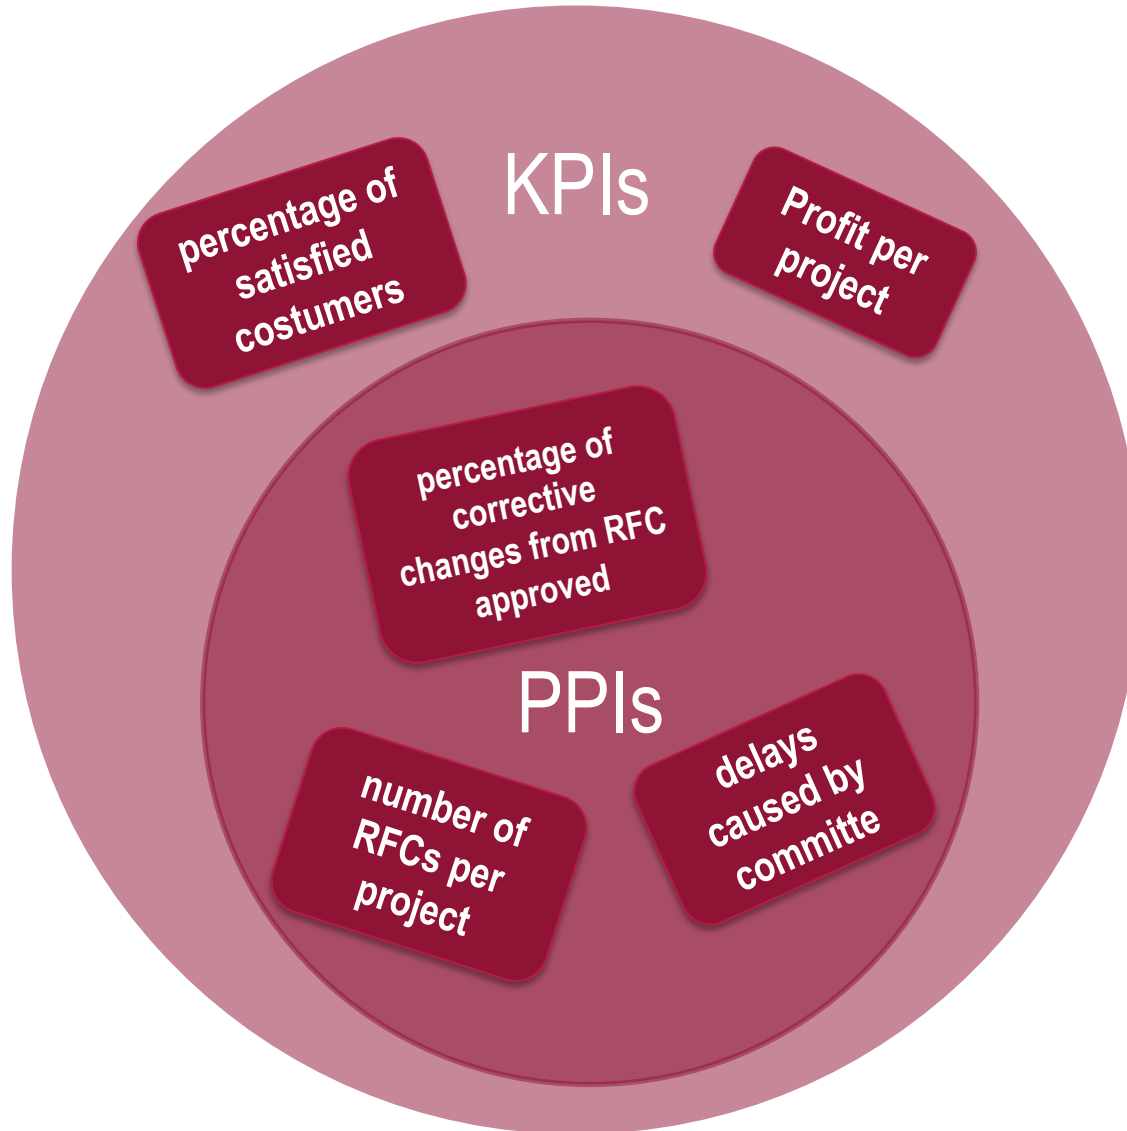 KPIs
percentage of
satisfied
costumers
Profit per
project
percentage of
corrective
changes from RFC
approved
PPIs
number of
RFCs per
project
delays
caused by
committe